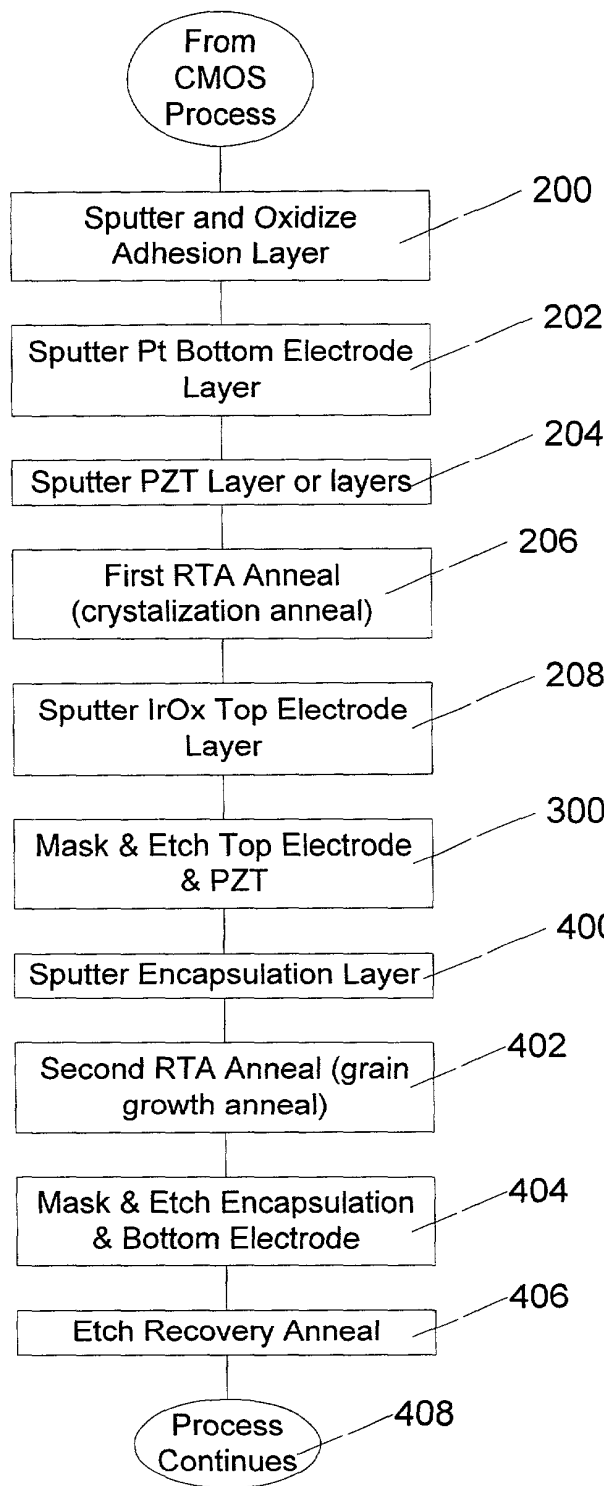 From
CMOS
Process
200
Sputter and Oxidize
Adhesion Layer
202
Sputter Pt Bottom Electrode
Layer
204
Sputter PZT Layer or layers
206
First RTA Anneal
(crystalization anneal)
208
Sputter IrOx Top Electrode
Layer
300
Mask & Etch Top Electrode
& PZT
400
Sputter Encapsulation Layer
402
Second RTA Anneal (grain
growth anneal)
404
Mask & Etch Encapsulation
& Bottom Electrode
406
Etch Recovery Anneal
408
Process
Continues